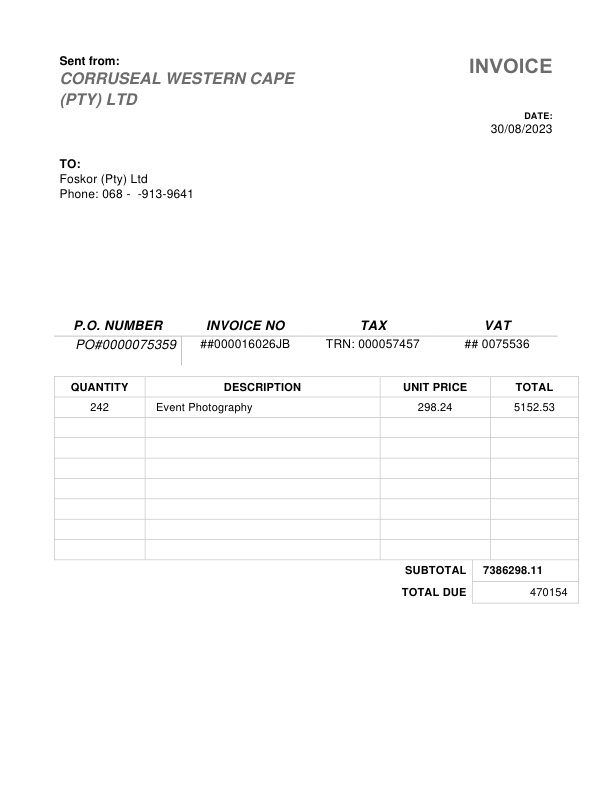 Sent from:
CORRUSEAL WESTERN CAPE
(PTY) LTD
INVOICE
DATE:
30/08/2023
TO:
Foskor (Pty) Ltd
Phone: 068 -  -913-9641
P.O. NUMBER INVOICE NO TAX VAT
PO#0000075359 ##000016026JB TRN: 000057457 ## 0075536
QUANTITY DESCRIPTION UNIT PRICE TOTAL
242 Event Photography 298.24 5152.53
SUBTOTAL 7386298.11
TOTAL DUE 470154